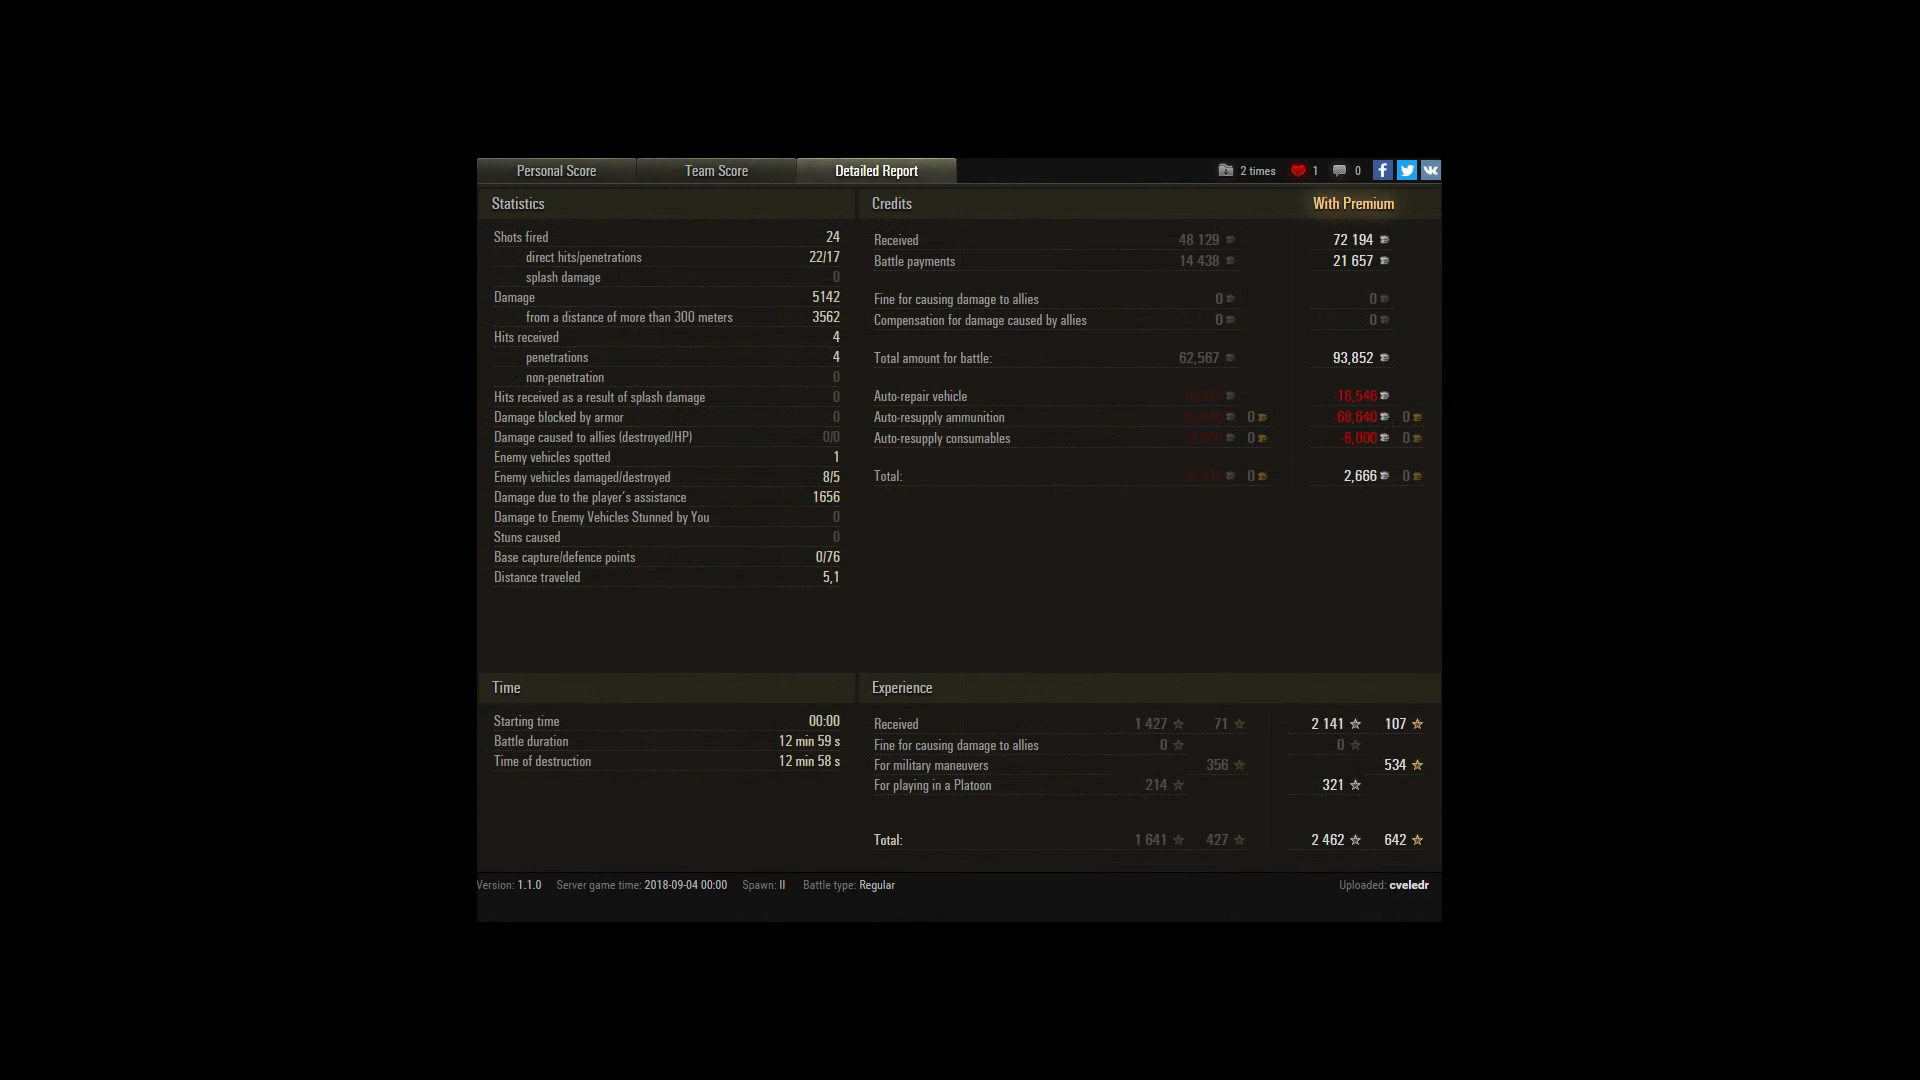 Personal Score Team Score Detailed Report 2 times 1 0
Statistics
Shots fired 24
direct hits/penetrations 22/17
splash damage 0
Damage 5142
from a distance of more than 300 meters 3562
Hits received 4
penetrations 4
non-penetration 0
Hits received as a result of splash damage 0
Damage blocked by armor 0
Damage caused to allies (destroyed/HP) 0/0
Enemy vehicles spotted 1
Enemy vehicles damaged/destroyed 8/5
Damage due to the player's assistance 1656
Damage to Enemy Vehicles Stunned by You 0
Stuns caused 0
Base capture/defence points 0/76
Distance traveled 5,1
Credits With Premium
Received 48 129 72 194
Battle payments 14 438 21 657
Fine for causing damage to allies 0 0
Compensation for damage caused by allies 0 0
Total amount for battle: 62,567 93,852
Auto-repair vehicle -16,546
Auto-resupply ammunition 0 -68,640 0
Auto-resupply consumables 0 -6,000 0
Total: 0 2,666 0
Time
Starting time 00:00
Battle duration 12 min 59 s
Time of destruction 12 min 58 s
Experience
Received 1 427 71 2 141 107
Fine for causing damage to allies 0 0
For military maneuvers 356 534
For playing in a Platoon 214 321
Total: 1 641 427 2 462 642
Version: 1.1.0 Server game time: 2018-09-04 00:00 Spawn: II Battle type: Regular Uploaded: cveledr